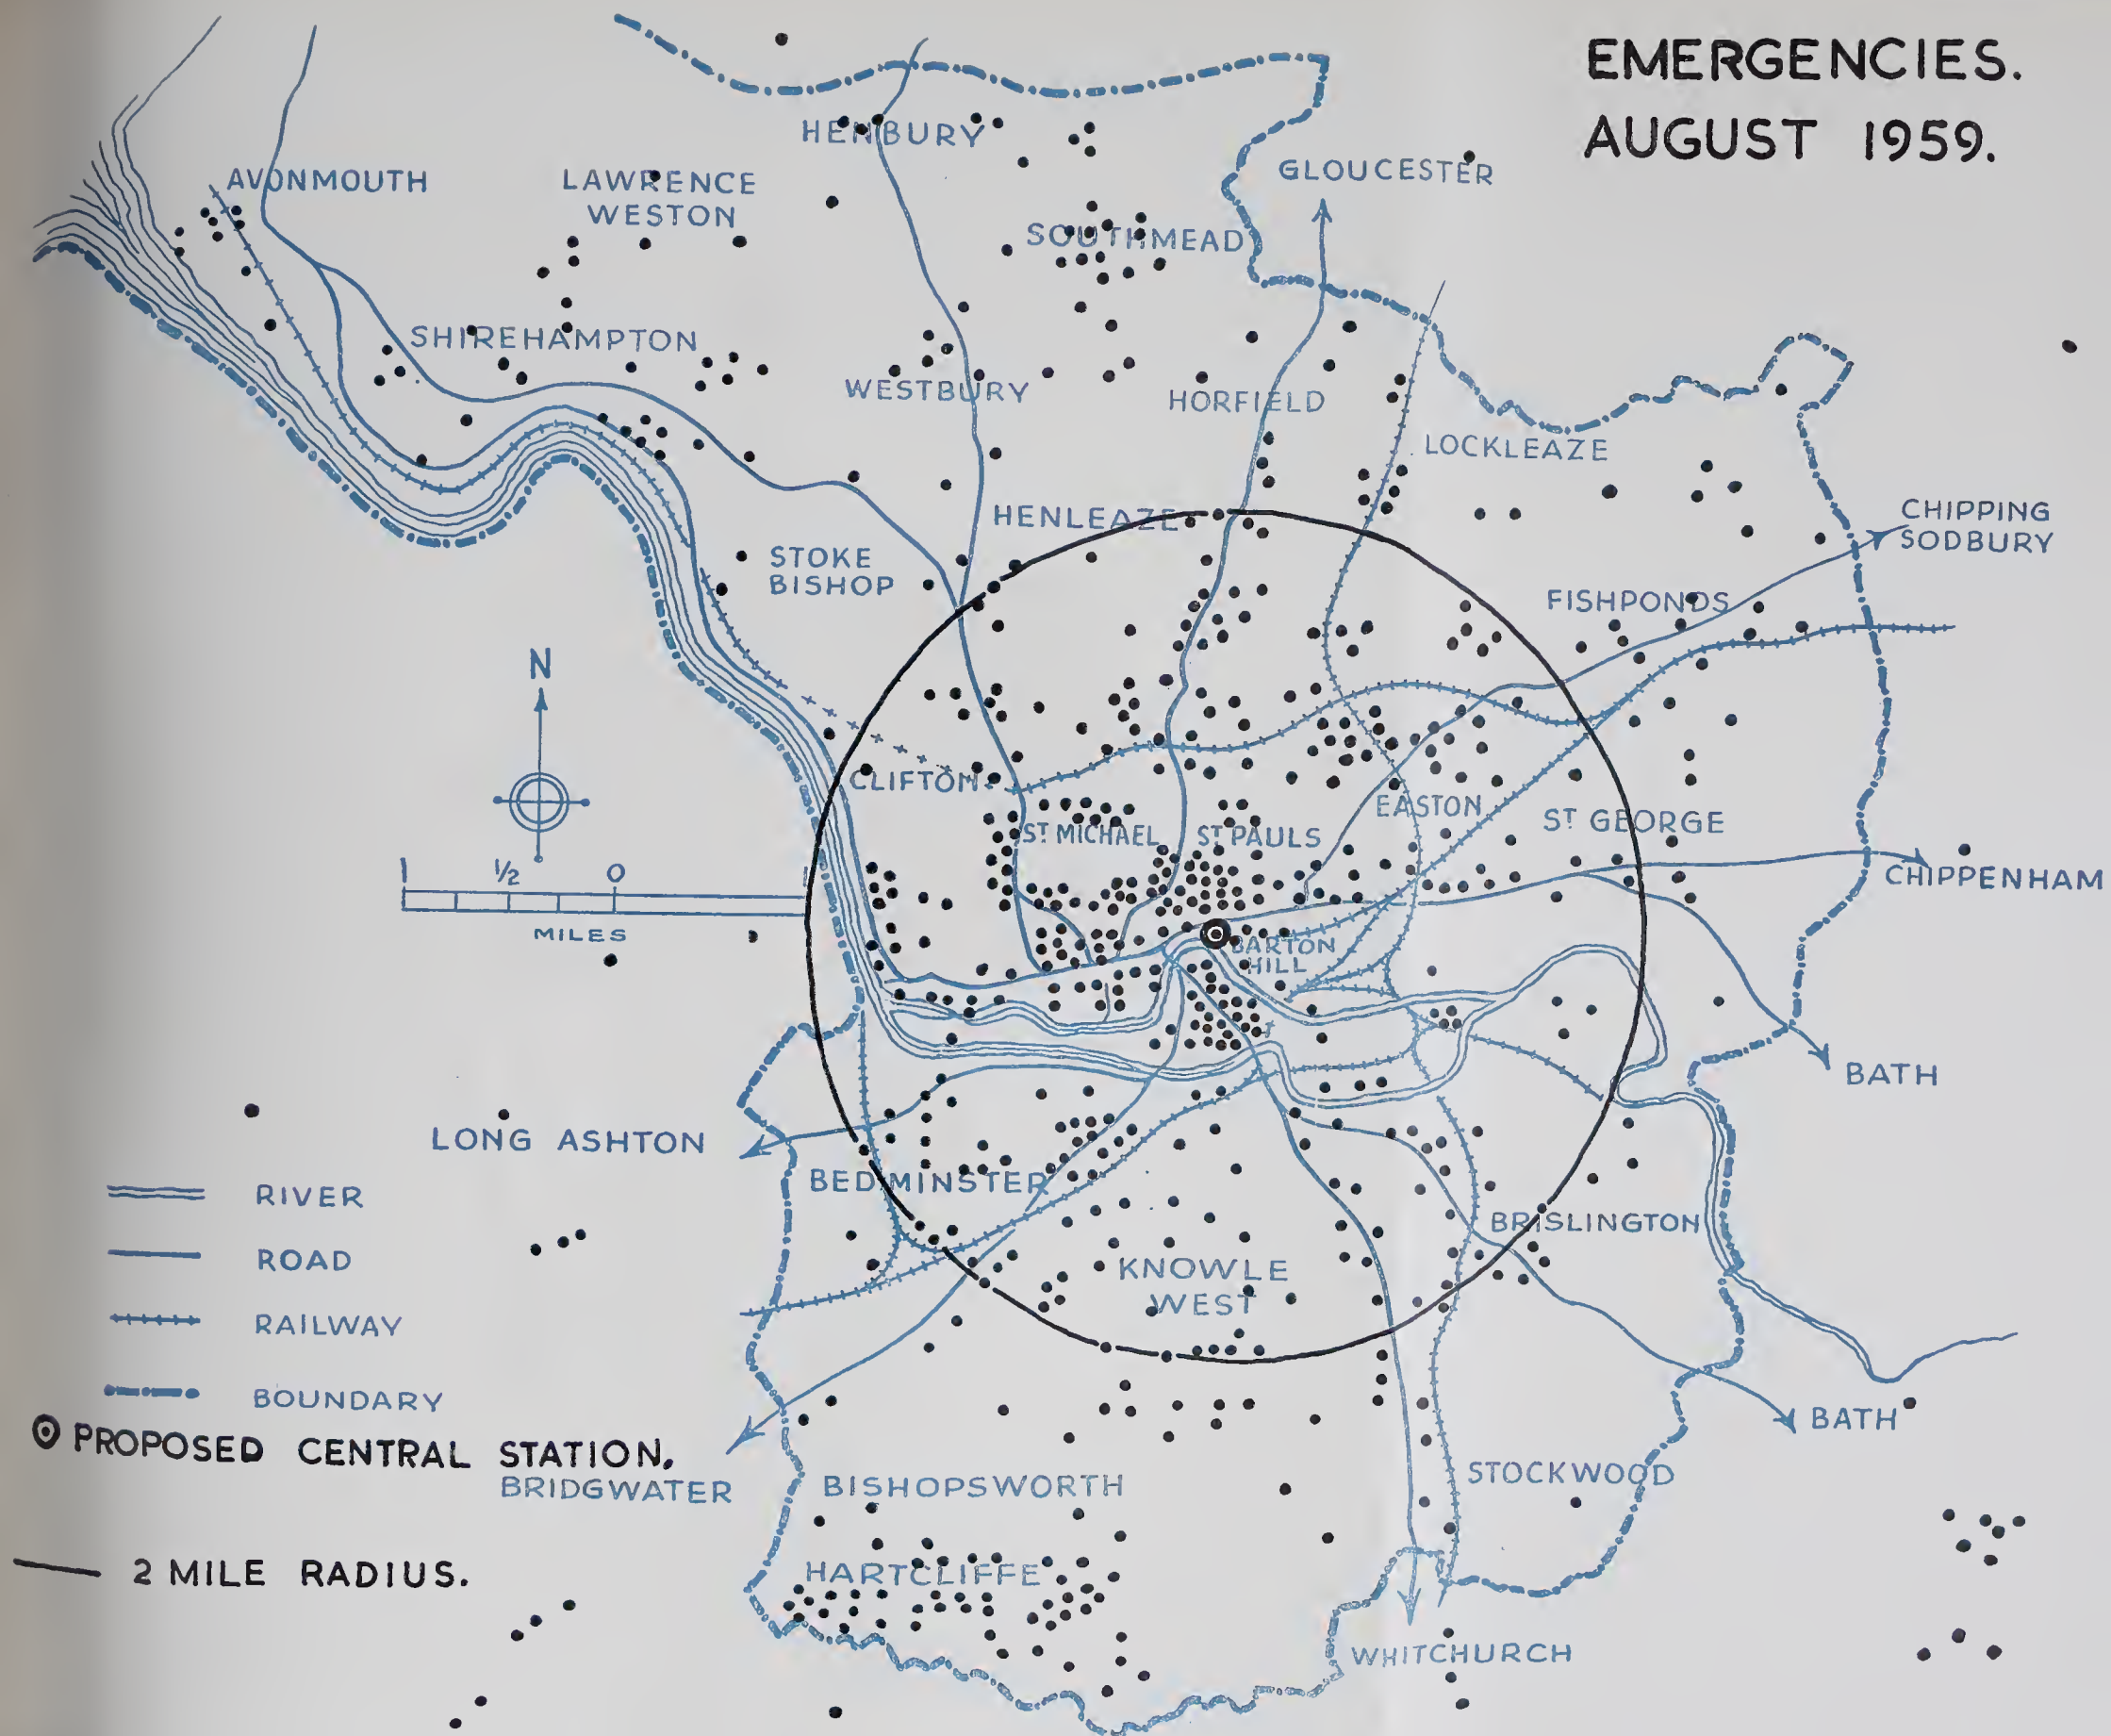 EMERGENCIES.
AUGUST 1959.
HENBURY
GLOUCESTER
AVONMOUTH
LAWRENCE
WESTON
SOUTHMEAD
SHIREHAMPTON
WESTBURY
HORFIELD
LOCKLEAZE
HENLEAZE
CHIPPING
SODBURY
STOKE
BISHOP
FISHPONDS
N
CLIFTON
EASTON
ST MICHAEL
ST PAULS
ST GEORGE
1 ½ 0
MILES
CHIPPENHAM
BARTON
HILL
BATH
LONG ASHTON
BEDMINSTER
RIVER
BRISLINGTON
ROAD
KNOWLE
WEST
RAILWAY
BOUNDARY
BATH
PROPOSED CENTRAL STATION.
BRIDGWATER
BISHOPSWORTH
STOCKWOOD
2 MILE RADIUS.
HARTCLIFFE
WHITCHURCH